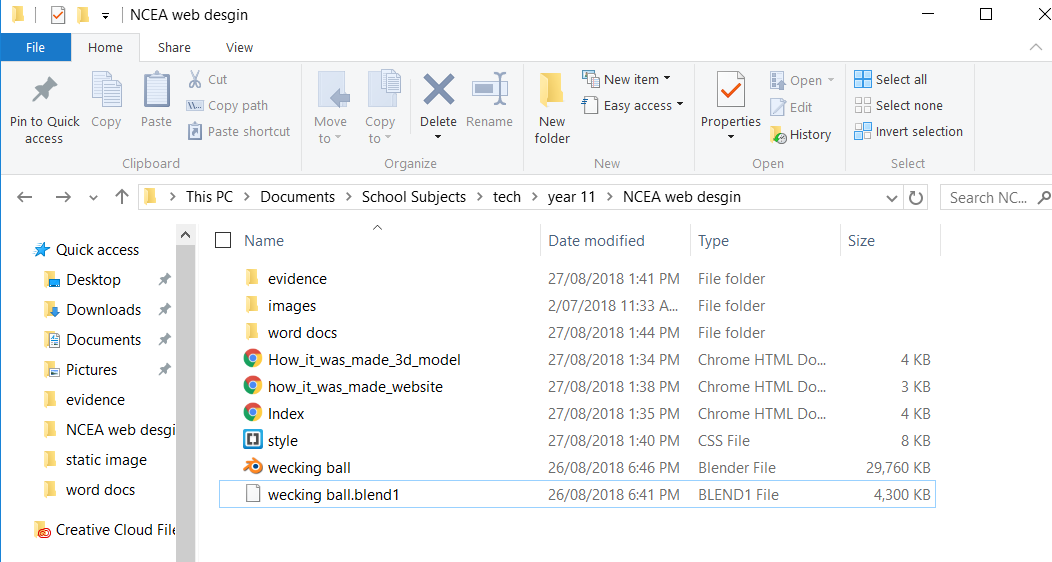 NCEA web desgin
File Home Share View
Pin to Quick access
Copy
Paste
Cut
Copy path
Paste shortcut
Clipboard
Move to
Copy to
Delete
Rename
Organize
New folder
New item
Easy access
New
Properties
Open
Edit
History
Open
Select all
Select none
Invert selection
Select
This PC > Documents > School Subjects > tech > year 11 > NCEA web desgin
Search NC...
Quick access
Desktop
Downloads
Documents
Pictures
evidence
NCEA web desgi
static image
word docs
Creative Cloud File
Name Date modified Type Size
evidence 27/08/2018 1:41 PM File folder
images 2/07/2018 11:33 A... File folder
word docs 27/08/2018 1:44 PM File folder
How_it_was_made_3d_model 27/08/2018 1:34 PM Chrome HTML Do... 4 KB
how_it_was_made_website 27/08/2018 1:38 PM Chrome HTML Do... 3 KB
Index 27/08/2018 1:35 PM Chrome HTML Do... 4 KB
style 27/08/2018 1:40 PM CSS File 8 KB
wecking ball 26/08/2018 6:46 PM Blender File 29,760 KB
wecking ball.blend1 26/08/2018 6:41 PM BLEND1 File 4,300 KB